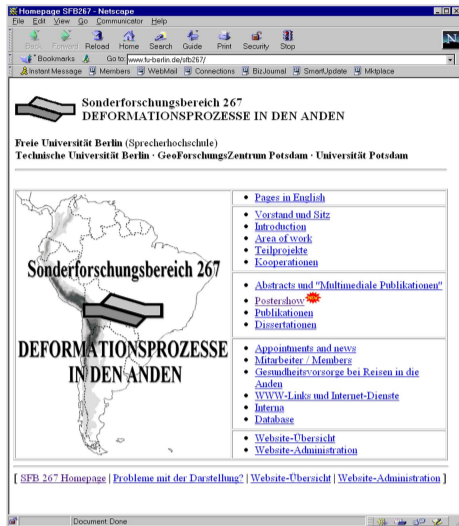 Homepage SFB267 - Netscape
File Edit View Go Communicator Help
Back Forward Reload Home Search Guide Print Security Stop
Bookmarks Go to: www.fu-berlin.de/sfb267/
Instant Message Members WebMail Connections BizJournal SmartUpdate Mktplace
Sonderforschungsbereich 267
DEFORMATIONSPROZESSE IN DEN ANDEN
Freie Universität Berlin (Sprecherhochschule)
Technische Universität Berlin · GeoForschungsZentrum Potsdam · Universität Potsdam
Sonderforschungsbereich 267
DEFORMATIONSPROZESSE
IN DEN ANDEN
Pages in English
Vorstand und Sitz
Introduction
Area of work
Teilprojekte
Kooperationen
Abstracts und "Multimediale Publikationen"
Postershow
Publikationen
Dissertationen
Appointments and news
Mitarbeiter / Members
Gesundheitsvorsorge bei Reisen in die
Anden
WWW-Links und Internet-Dienste
Interna
Database
Website-Übersicht
Website-Administration
[ SFB 267 Homepage | Probleme mit der Darstellung? | Website-Übersicht | Website-Administration ]
Document: Done